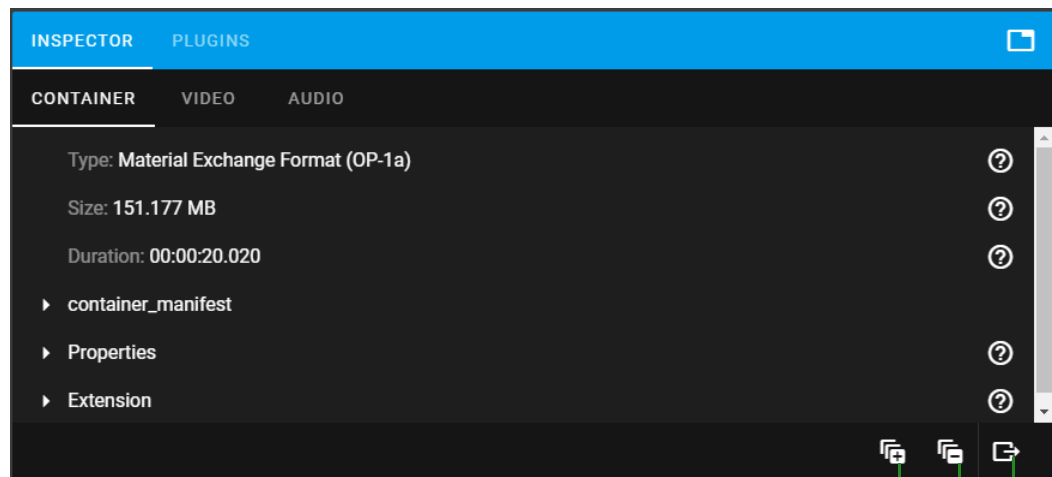 INSPECTOR PLUGINS
CONTAINER VIDEO AUDIO
Type: Material Exchange Format (OP-1a)
Size: 151.177 MB
Duration: 00:00:20.020
container_manifest
Properties
Extension